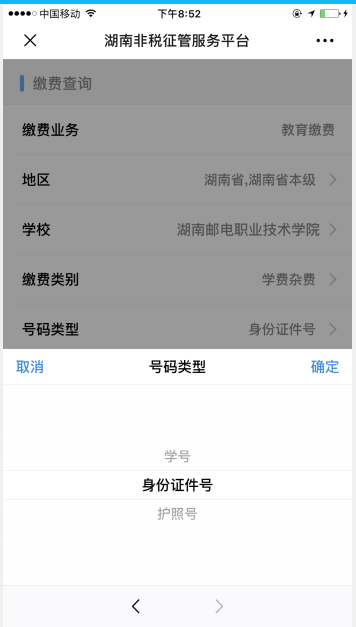 中国移动 下午8:52
湖南非税征管服务平台
缴费查询
缴费业务 教育缴费
地区 湖南省,湖南省本级
学校 湖南邮电职业技术学院
缴费类别 学费杂费
号码类型 身份证件号
取消 号码类型 确定
学号
身份证件号
护照号